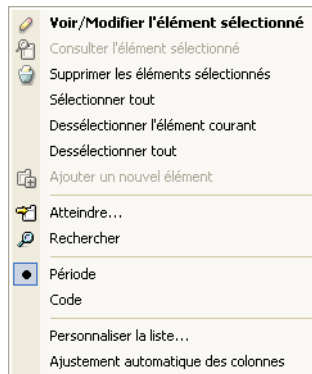 Voir/Modifier l'élément sélectionné
Consulter l'élément sélectionné
Supprimer les éléments sélectionnés
Sélectionner tout
Dessélectionner l'élément courant
Dessélectionner tout
Ajouter un nouvel élément
Atteindre...
Rechercher
Période
Code
Personnaliser la liste...
Ajustement automatique des colonnes